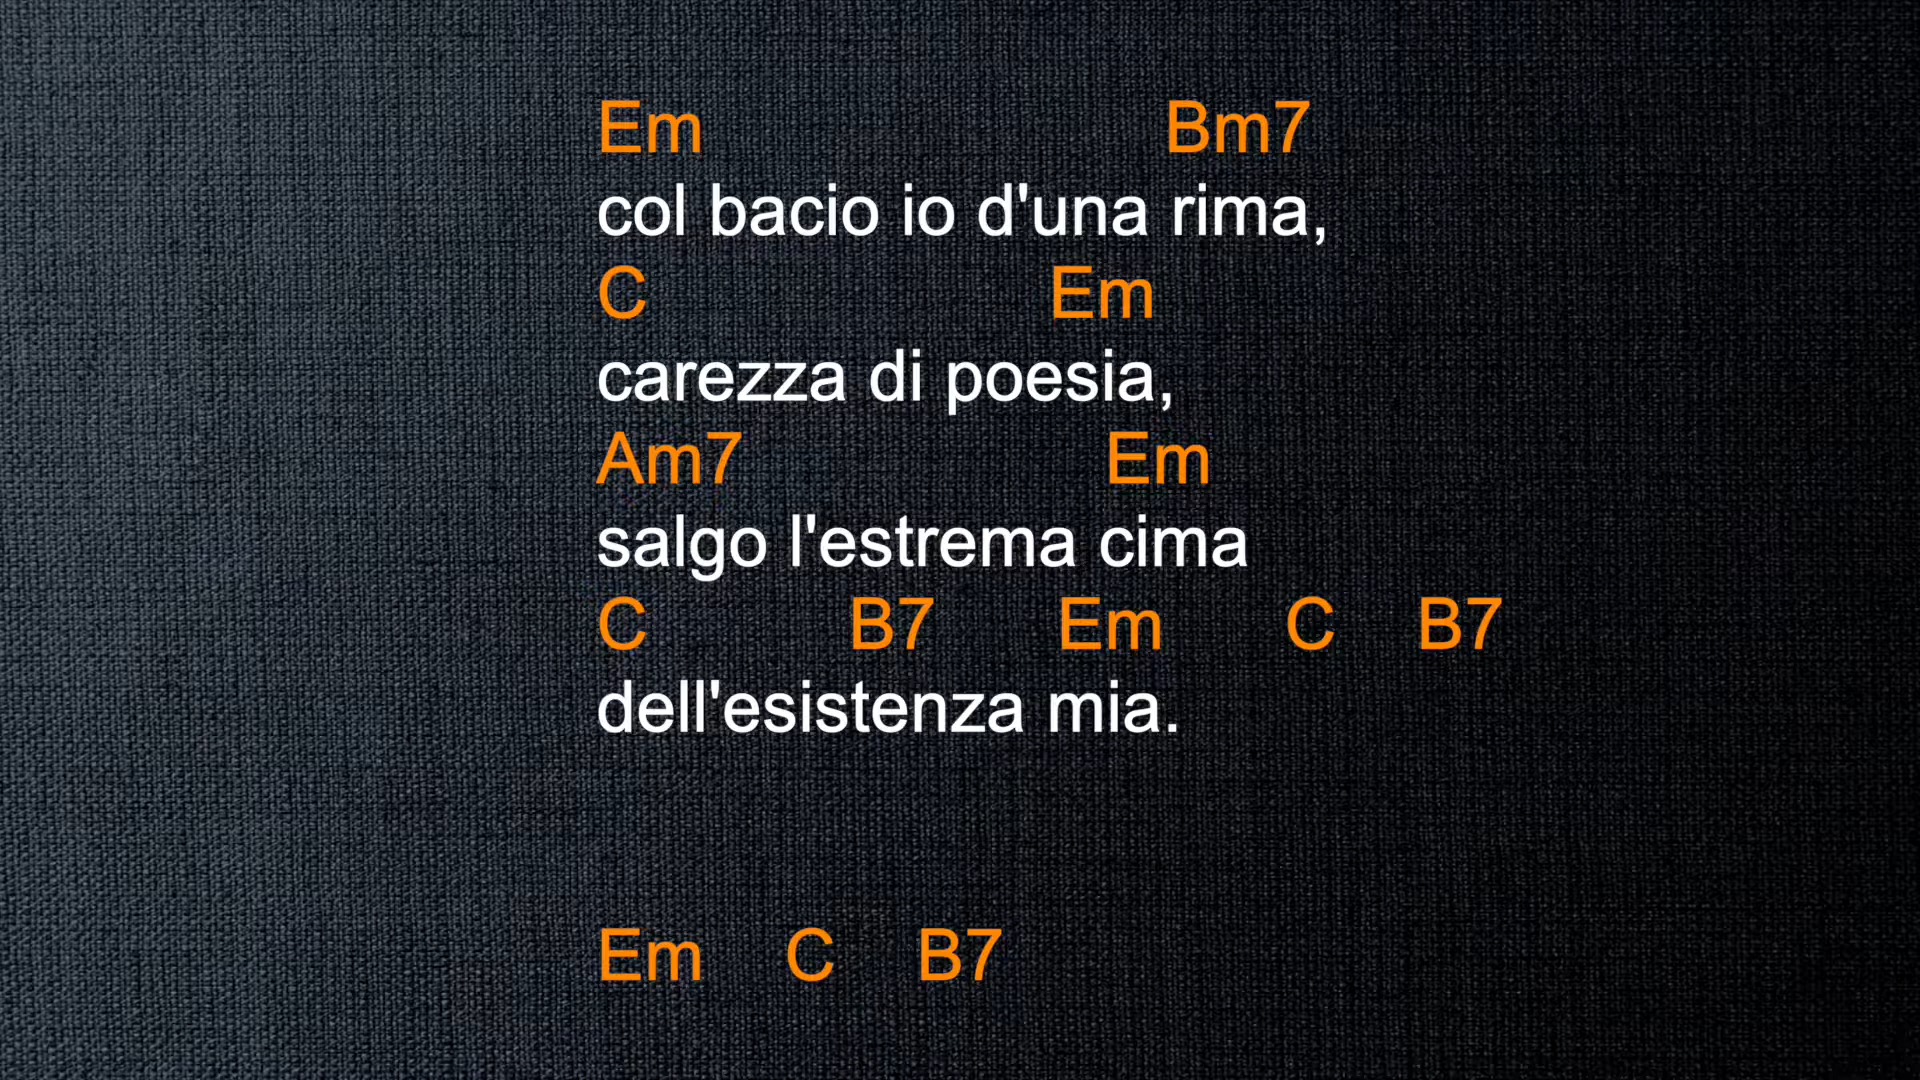 Em Bm7
col bacio io d'una rima,
C Em
carezza di poesia,
Am7 Em
salgo l'estrema cima
C B7 Em C B7
dell'esistenza mia.
Em C B7